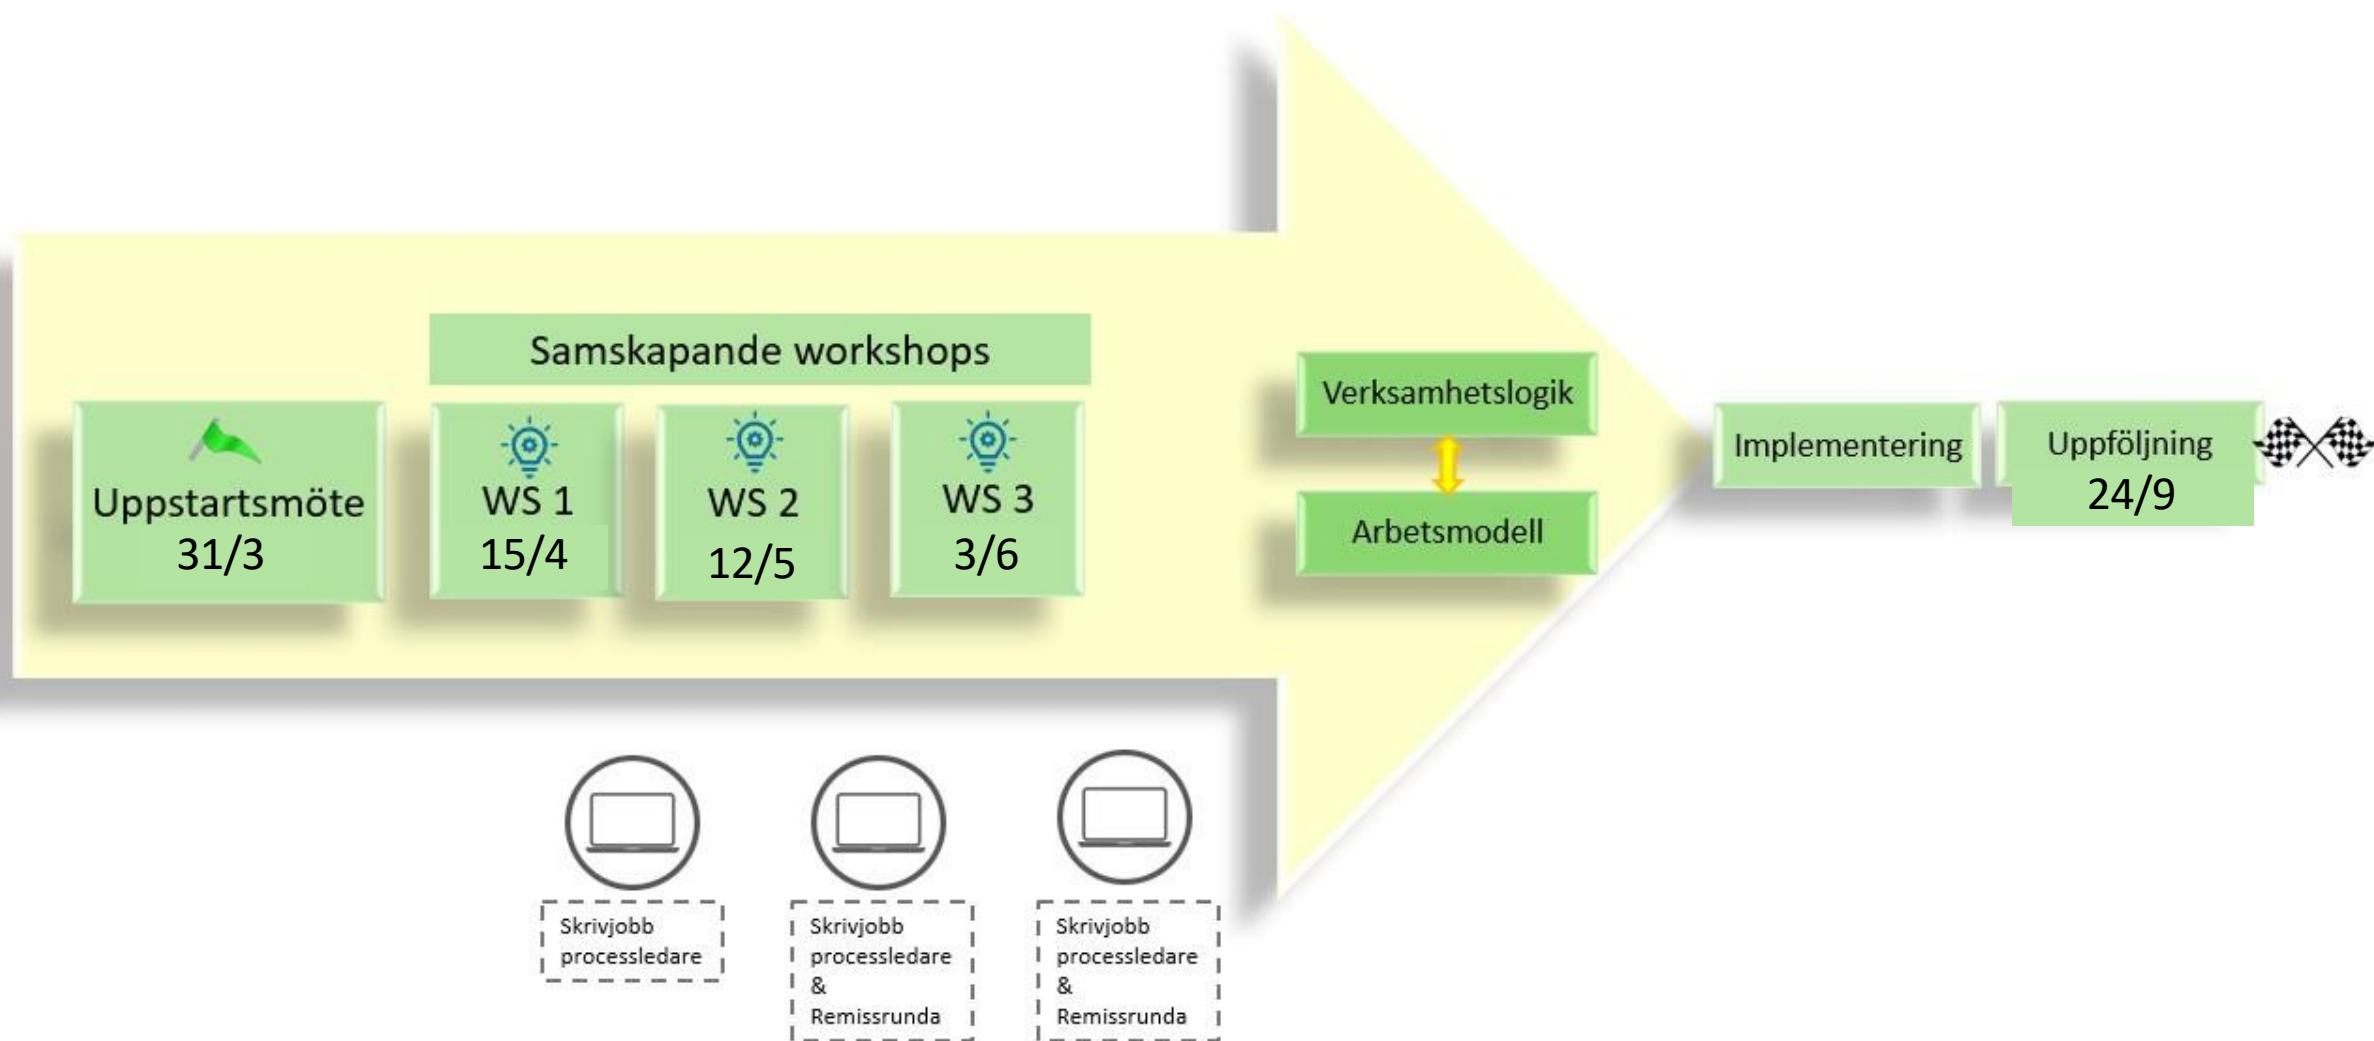 Samskapande workshops
Uppstartsmöte
31/3
WS 1
15/4
WS 2
12/5
WS 3
3/6
Verksamhetslogik
Arbetsmodell
Implementering
Uppföljning
24/9
Skrivjobb
processledare
Skrivjobb
processledare
&
Remissrunda
Skrivjobb
processledare
&
Remissrunda